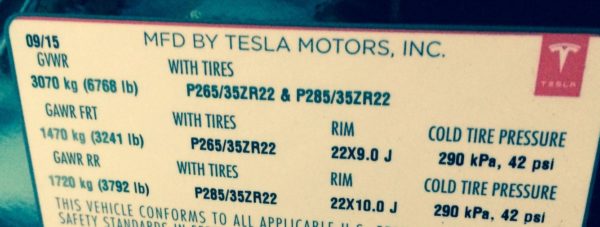 09/15 MFD BY TESLA MOTORS, INC.
GVWR WITH TIRES
3070 kg (6768 lb) P265/35ZR22 & P285/35ZR22
GAWR FRT WITH TIRES RIM COLD TIRE PRESSURE
1470 kg (3241 lb) P265/35ZR22 22X9.0 J 290 kPa, 42 psi
GAWR RR WITH TIRES RIM COLD TIRE PRESSURE
1720 kg (3792 lb) P285/35ZR22 22X10.0 J 290 kPa, 42 psi
THIS VEHICLE CONFORMS TO ALL APPLICABLE U.S.
SAFETY STANDARDS IN
TESLA